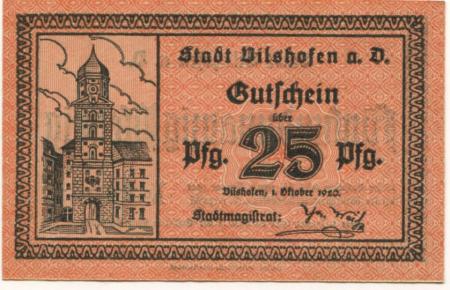 Stadt Vilshofen a. D.
Gutschein
über
Pfg. 25 Pfg.
Vilshofen, 1. Oktober 1920.
Stadtmagistrat: